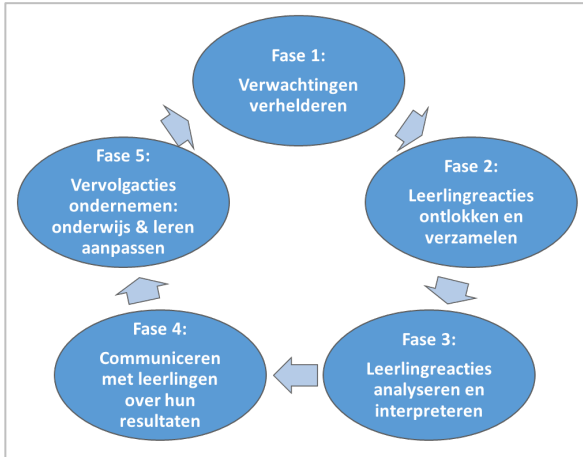 Fase 1:
Verwachtingen
verhelderen
Fase 2:
Leerlingreacties
ontlokken en
verzamelen
Fase 3:
Leerlingreacties
analyseren en
interpreteren
Fase 4:
Communiceren
met leerlingen
over hun
resultaten
Fase 5:
Vervolgacties
ondernemen:
onderwijs & leren
aanpassen